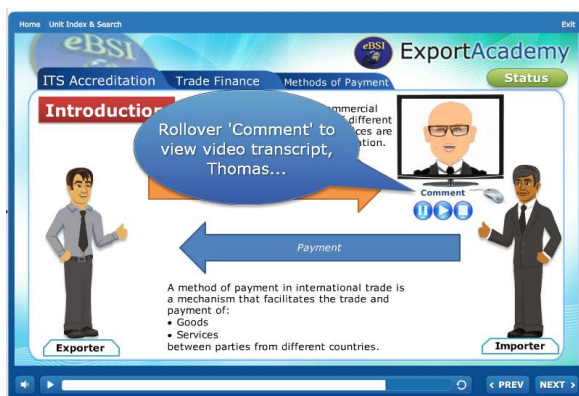 Home Unit Index & Search Exit
eBSI
eBSI ExportAcademy
ITS Accreditation Trade Finance Methods of Payment
Status
Introduction
mmercial
different
ces are
ation.
Rollover 'Comment' to
view video transcript,
Thomas...
Comment
Payment
A method of payment in international trade is
a mechanism that facilitates the trade and
payment of:
• Goods
• Services
between parties from different countries.
Exporter
Importer
< PREV NEXT >